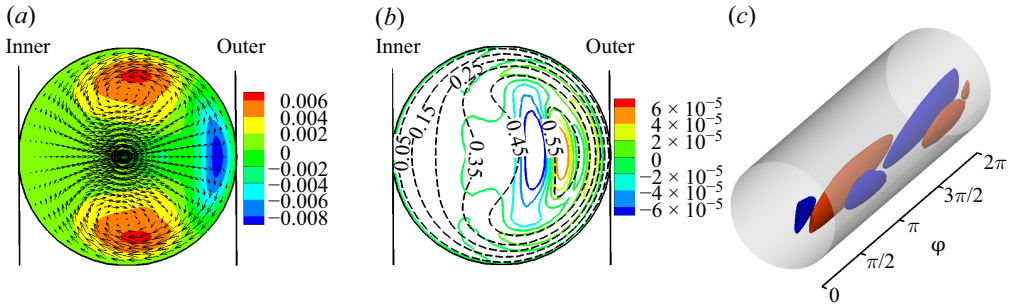 (a)
Inner
Outer
0.006
0.004
0.002
0
−0.002
−0.004
−0.006
−0.008
(b)
Inner
Outer
0.05
0.15
0.25
0.35
0.45
0.55
6 × 10⁻⁵
4 × 10⁻⁵
2 × 10⁻⁵
0
−2 × 10⁻⁵
−4 × 10⁻⁵
−6 × 10⁻⁵
(c)
0
π/2
π
3π/2
2π
φ